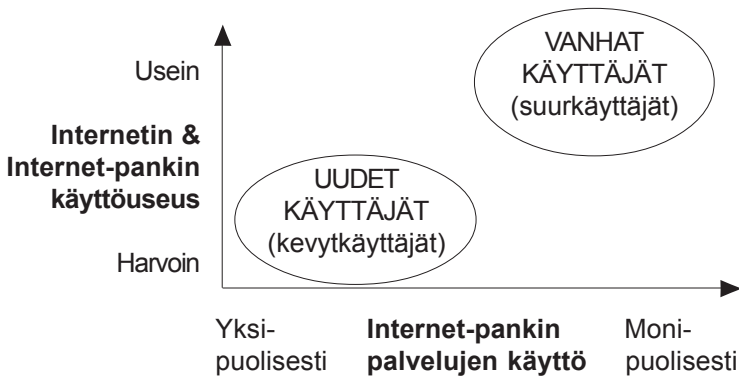 Usein
Internetin &
Internet-pankin
käyttöuseus
Harvoin
VANHAT
KÄYTTÄJÄT
(suurkäyttäjät)
UUDET
KÄYTTÄJÄT
(kevytkäyttäjät)
Yksi-
puolisesti
Internet-pankin
palvelujen käyttö
Moni-
puolisesti